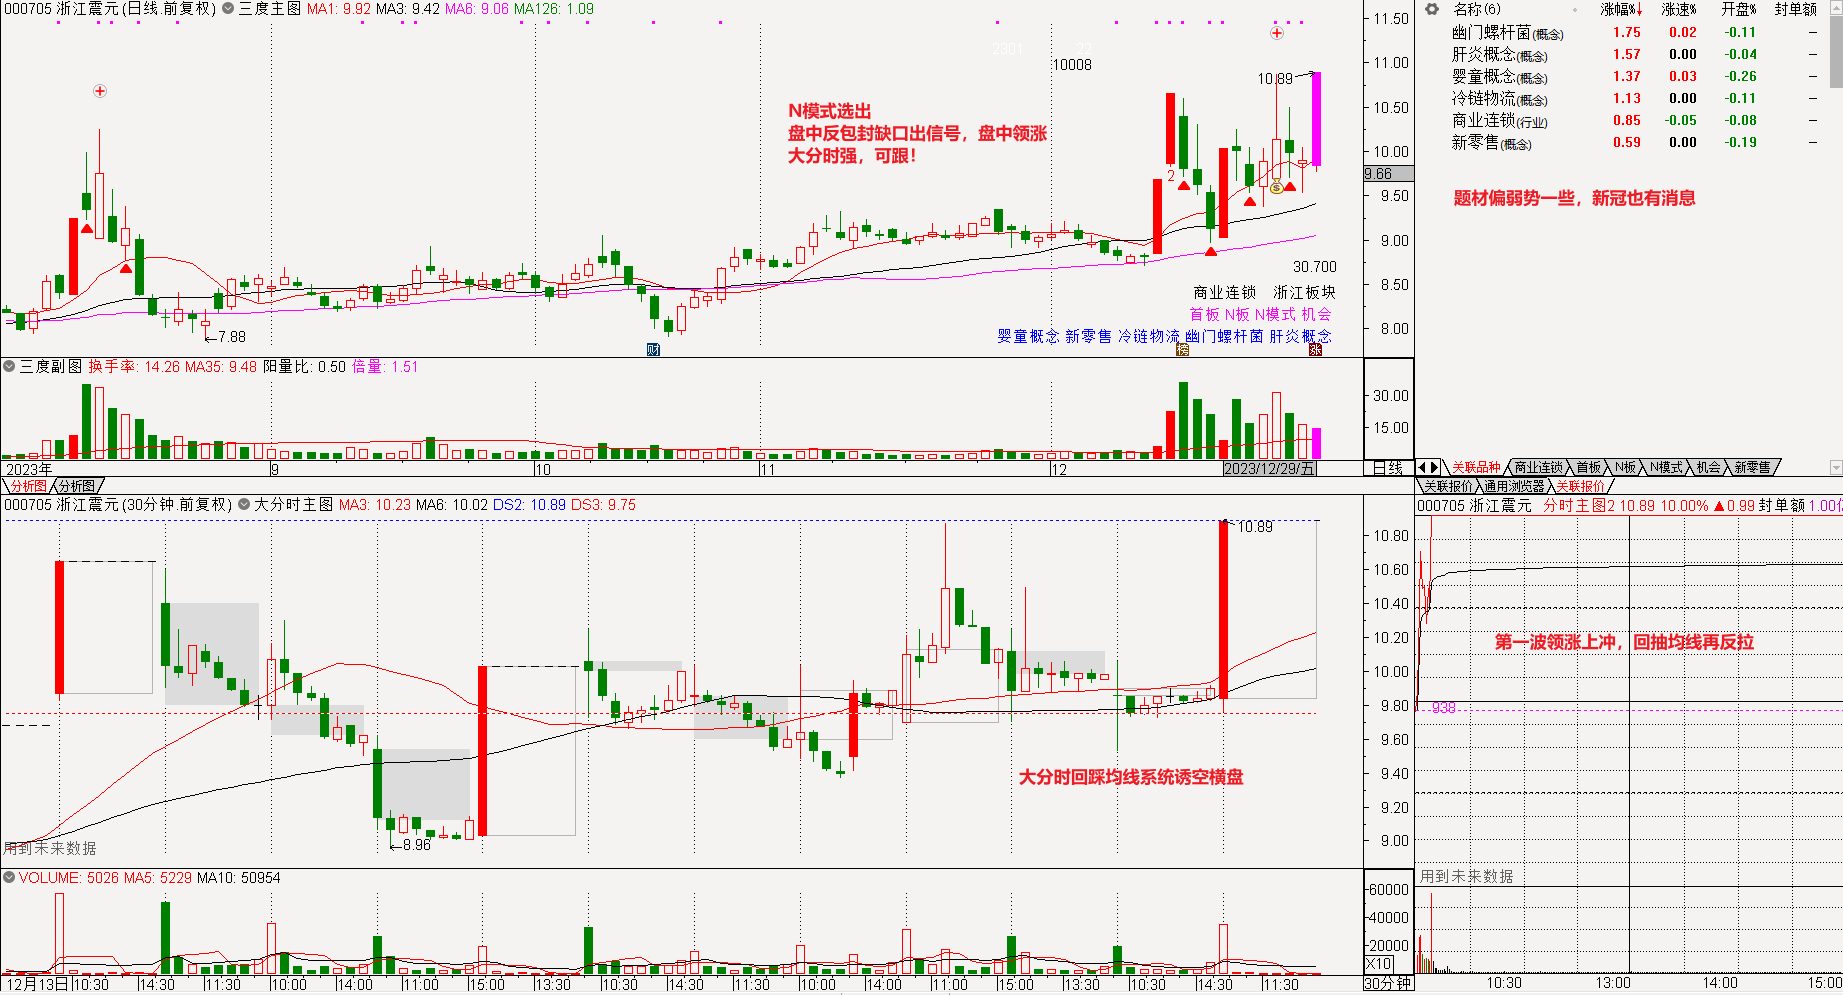 000705 浙江震元(日线.前复权) 三度主图 MA1: 9.92 MA3: 9.42 MA6: 9.06 MA126: 1.09
11.50
2301 22
10008
11.00
10.89
10.50
10.00
9.66
9.50
9.00
8.50
8.00
N模式选出
盘中反包封缺口出信号，盘中领涨
大分时强，可跟！
2
$
30.700
商业连锁 浙江板块
首板 N板 N模式 机会
婴童概念 新零售 冷链物流 幽门螺杆菌 肝炎概念
←7.88
财
榜
涨
三度副图 换手率: 14.26 MA35: 9.48 阳量比: 0.50 倍量: 1.51
30.00
15.00
2023年 9 10 11 12 2023/12/29/五 日线
分析图 分析图
000705 浙江震元(30分钟.前复权) 大分时主图 MA3: 10.23 MA6: 10.02 DS2: 10.89 DS3: 9.75
10.89
10.80
10.60
10.40
10.20
10.00
9.80
9.60
9.40
9.20
9.00
大分时回踩均线系统诱空横盘
←8.96
用到未来数据
VOLUME: 5026 MA5: 5229 MA10: 50954
60000
40000
20000
X10
12月13日 10:30 14:30 11:30 10:00 14:00 11:00 15:00 13:30 10:30 14:30 11:30 10:00 14:00 11:00 15:00 13:30 10:30 14:30 11:30 30分钟
名称(6) 涨幅%↓ 涨速% 开盘% 封单额
幽门螺杆菌(概念) 1.75 0.02 -0.11 —
肝炎概念(概念) 1.57 0.00 -0.04 —
婴童概念(概念) 1.37 0.03 -0.26 —
冷链物流(概念) 1.13 0.00 -0.11 —
商业连锁(行业) 0.85 -0.05 -0.08 —
新零售(概念) 0.59 0.00 -0.19 —
题材偏弱势一些，新冠也有消息
关联品种 商业连锁 首板 N板 N模式 机会 新零售
关联报价 通用浏览器 关联报价
000705 浙江震元 分时主图2 10.89 10.00% ▲0.99 封单额 1.00亿
第一波领涨上冲，回抽均线再反拉
938
用到未来数据
10:30 13:00 14:00 15:00